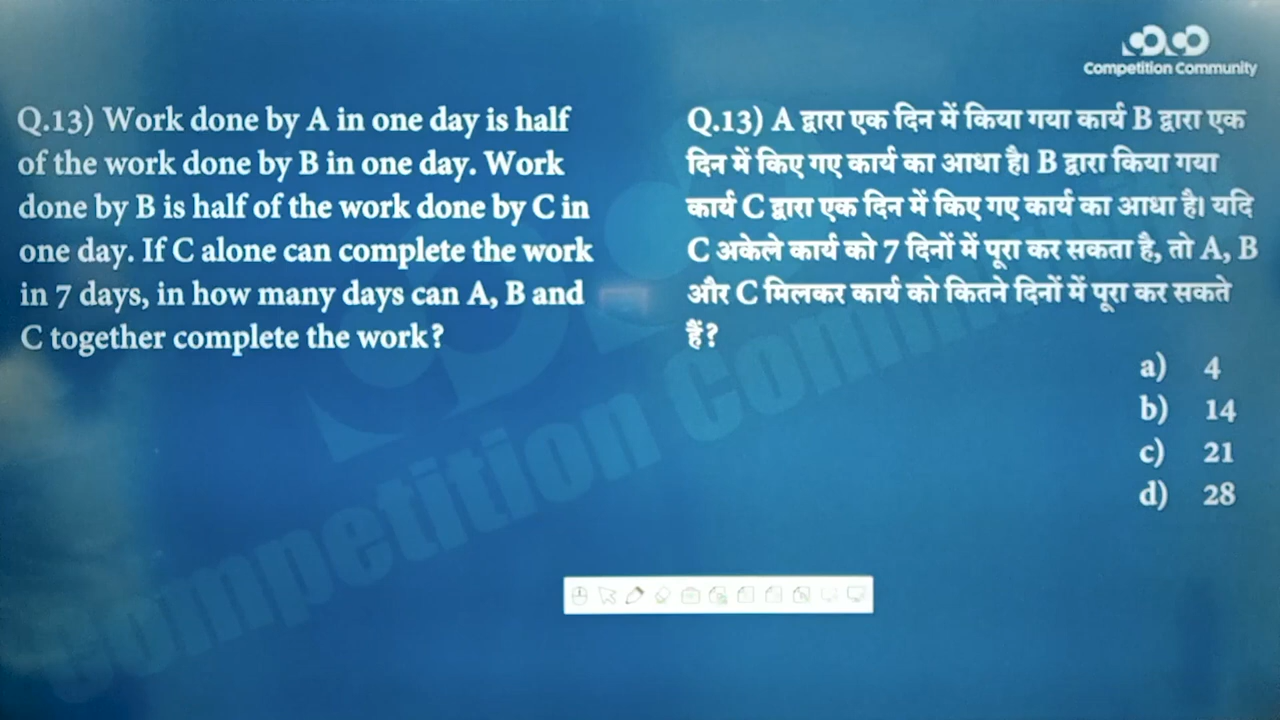 Competition Community
Q.13) Work done by A in one day is half
of the work done by B in one day. Work
done by B is half of the work done by C in
one day. If C alone can complete the work
in 7 days, in how many days can A, B and
C together complete the work?
Q.13) A द्वारा एक दिन में किया गया कार्य B द्वारा एक
दिन में किए गए कार्य का आधा है। B द्वारा किया गया
कार्य C द्वारा एक दिन में किए गए कार्य का आधा है। यदि
C अकेले कार्य को 7 दिनों में पूरा कर सकता है, तो A, B
और C मिलकर कार्य को कितने दिनों में पूरा कर सकते
हैं?
a) 4
b) 14
c) 21
d) 28
Competition Community